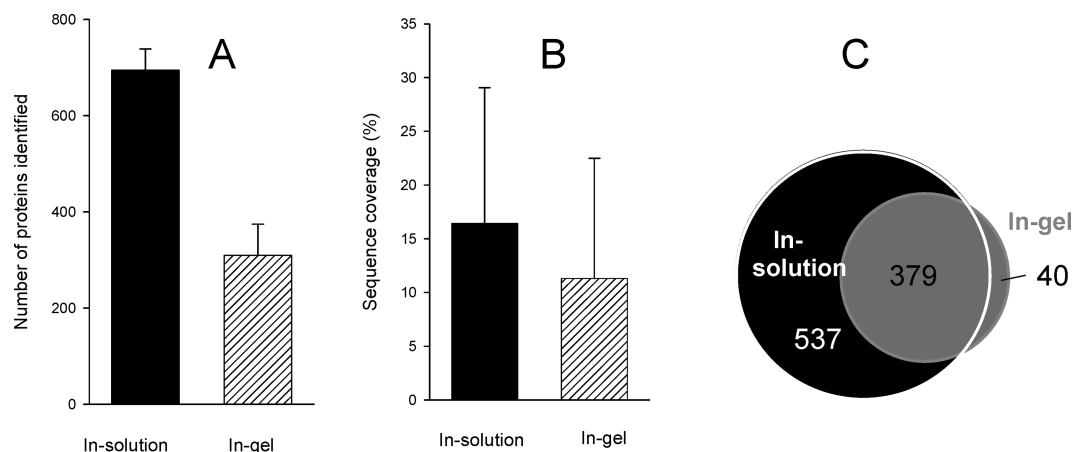 A
Number of proteins identified
800
600
400
200
0
In-solution
In-gel
B
Sequence coverage (%)
35
30
25
20
15
10
5
0
In-solution
In-gel
C
In-
solution
537
379
In-gel
40